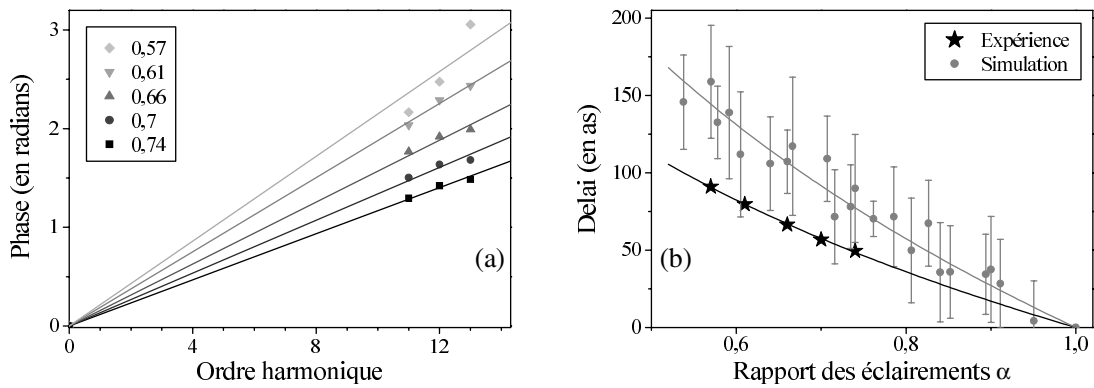 Phase (en radians)
3
2
1
0
0,57
0,61
0,66
0,7
0,74
(a)
0
4
8
12
Ordre harmonique
Delai (en as)
200
150
100
50
0
Expérience
Simulation
(b)
0,6
0,8
1,0
Rapport des éclairements α